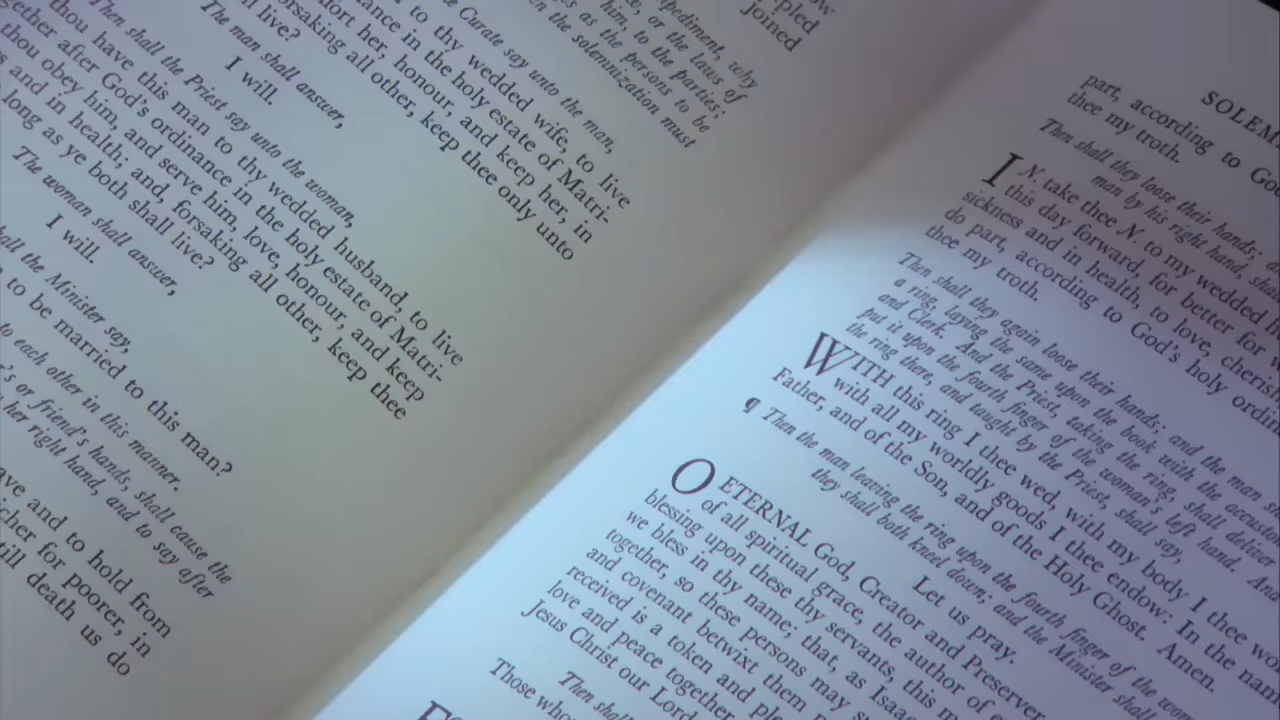 ow
mpled
joined
pediment, why
ce, or the laws of
him, to the parties;
es as the persons to be
en the solemnization must
e Curate say unto the man,
to thy wedded wife, to live
ance in the holy estate of Matri-
fort her, honour, and keep her, in
forsaking all other, keep thee only unto
ll live?
The man shall answer,
I will.
Then shall the Priest say unto the woman,
thou have this man to thy wedded husband, to live
gether after God's ordinance in the holy estate of Matri-
thou obey him, and serve him, love, honour, and keep
s and in health; and, forsaking all other, keep thee
long as ye both shall live?
The woman shall answer,
I will.
hall the Minister say,
to be married to this man?
to each other in this manner.
's or friend's hands, shall cause the
her right hand, and to say after
ave and to hold from
cher for poorer, in
till death us do
SOLEM
part, according to God
thee my troth.
Then shall they loose their hands; a
man by his right hand, shal
I N. take thee N. to my wedded h
this day forward, for better for w
sickness and in health, to love, cherish
do part, according to God's holy ordin
thee my troth.
Then shall they again loose their hands; and the man s
a ring, laying the same upon the book with the accusto
and Clerk. And the Priest, taking the ring, shall deliver
put it upon the fourth finger of the woman's left hand. And
the ring there, and taught by the Priest, shall say,
WITH this ring I thee wed, with my body I thee wo
with all my worldly goods I thee endow: In the nam
Father, and of the Son, and of the Holy Ghost. Amen.
¶ Then the man leaving the ring upon the fourth finger of the wom
they shall both kneel down; and the Minister shal
Let us pray.
O ETERNAL God, Creator and Preserver
of all spiritual grace, the author of e
blessing upon these thy servants, this m
we bless in thy name; that, as Isaac
together, so these persons may s
and covenant betwixt them m
received is a token and ple
love and peace together
Jesus Christ our Lord
Then shall
Those whom